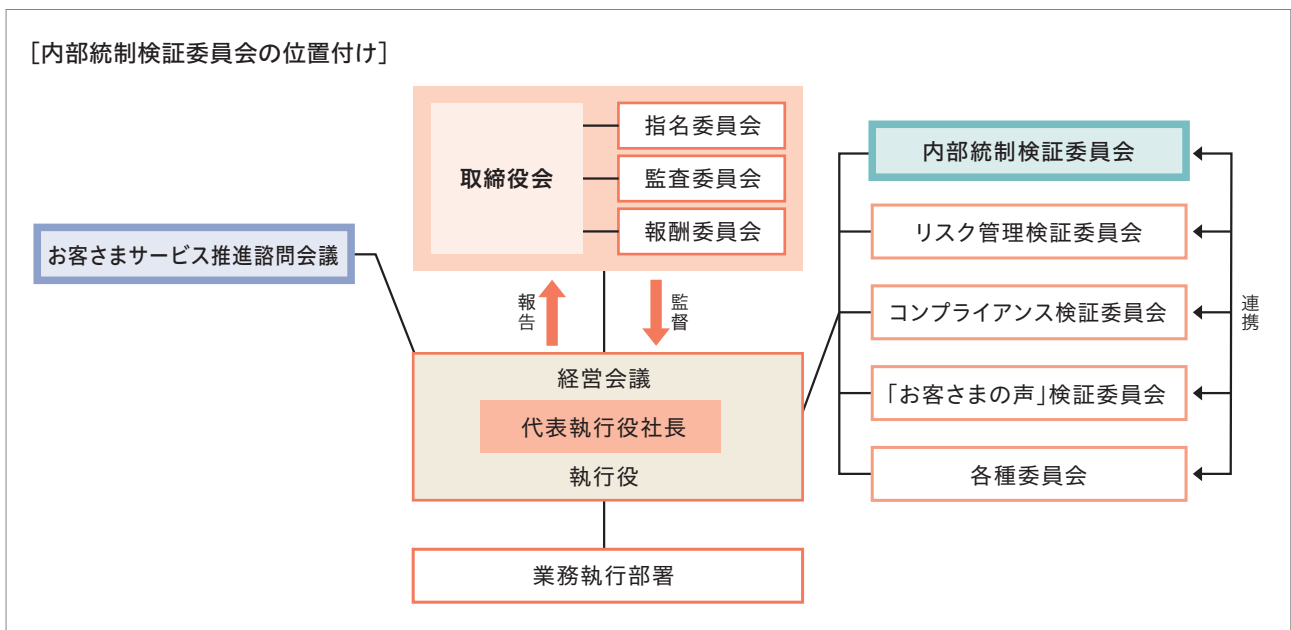 ［内部統制検証委員会の位置付け］
取締役会
指名委員会
監査委員会
報酬委員会
お客さまサービス推進諮問会議
報告
監督
経営会議
代表執行役社長
執行役
業務執行部署
内部統制検証委員会
リスク管理検証委員会
コンプライアンス検証委員会
「お客さまの声」検証委員会
各種委員会
連携